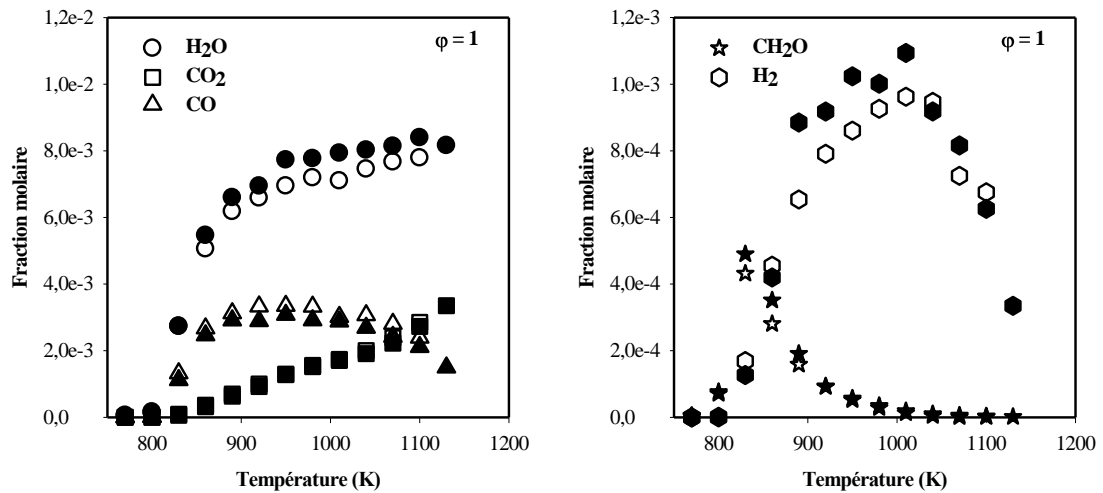 1,2e-2
1,0e-2
8,0e-3
6,0e-3
4,0e-3
2,0e-3
0,0
800
900
1000
1100
1200
Fraction molaire
Température (K)
H2O
CO2
CO
φ = 1
1,2e-3
1,0e-3
8,0e-4
6,0e-4
4,0e-4
2,0e-4
0,0
800
900
1000
1100
1200
Fraction molaire
Température (K)
CH2O
H2
φ = 1